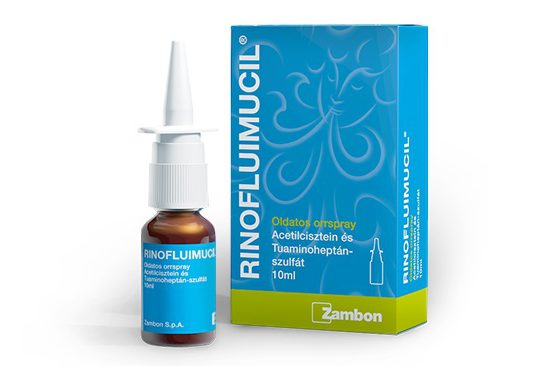 RINOFLUIMUCIL®
Oldatos orrspray
Acetilcisztein és
Tuaminoheptán-
szulfát
10ml
Zambon
RINOFLUIMUCIL®
10ml
RINOFLUIMUCIL
Oldatos orrspray
Acetilcisztein és
Tuaminoheptán-szulfát
10ml
Zambon S.p.A.